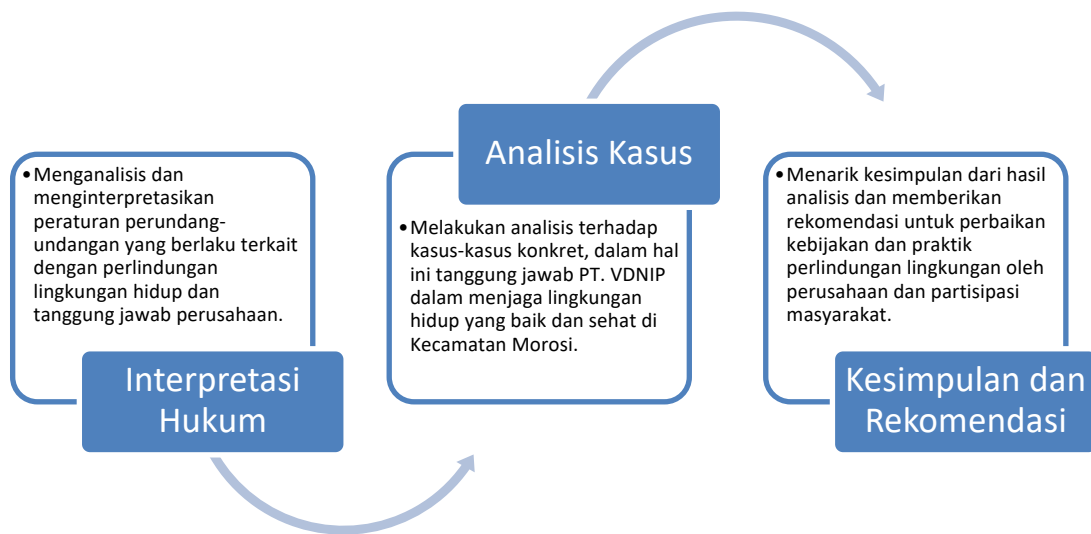 •Menganalisis dan
menginterpretasikan
peraturan perundang-
undangan yang berlaku terkait
dengan perlindungan
lingkungan hidup dan
tanggung jawab perusahaan.
Interpretasi
Hukum
Analisis Kasus
•Melakukan analisis terhadap
kasus-kasus konkret, dalam hal
ini tanggung jawab PT. VDNIP
dalam menjaga lingkungan
hidup yang baik dan sehat di
Kecamatan Morosi.
•Menarik kesimpulan dari hasil
analisis dan memberikan
rekomendasi untuk perbaikan
kebijakan dan praktik
perlindungan lingkungan oleh
perusahaan dan partisipasi
masyarakat.
Kesimpulan dan
Rekomendasi